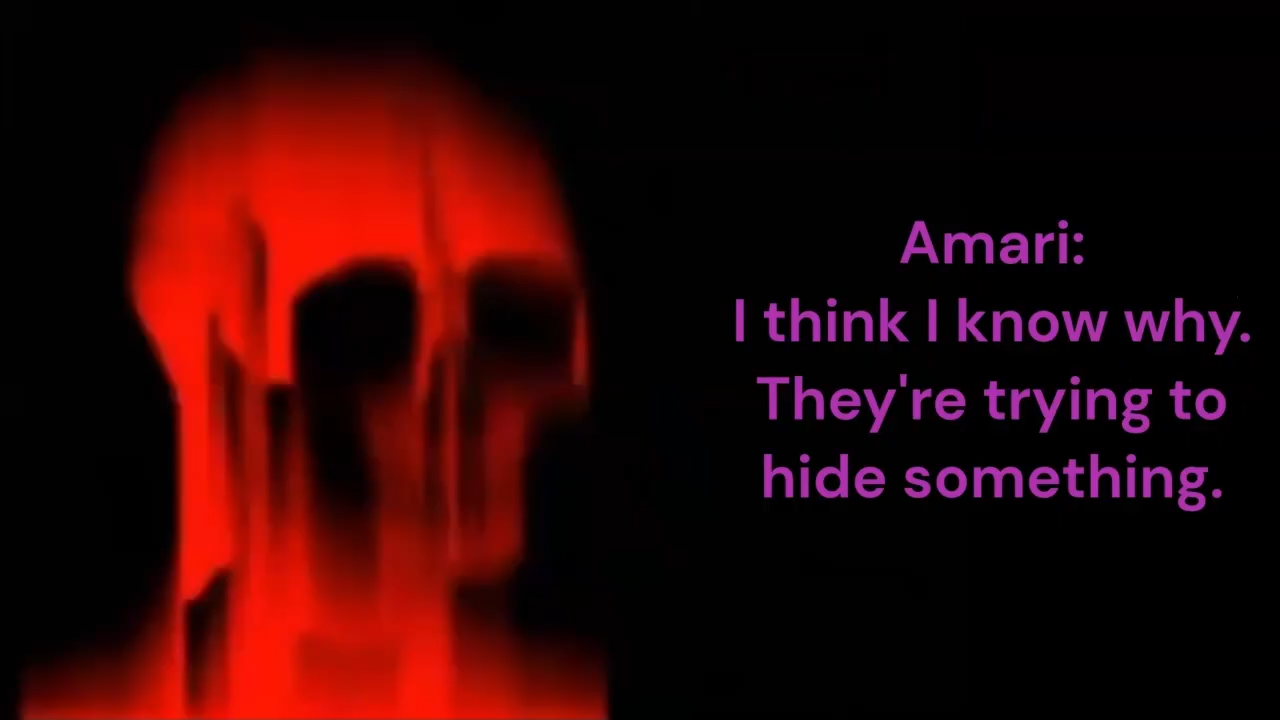 Amari:
I think I know why.
They're trying to
hide something.